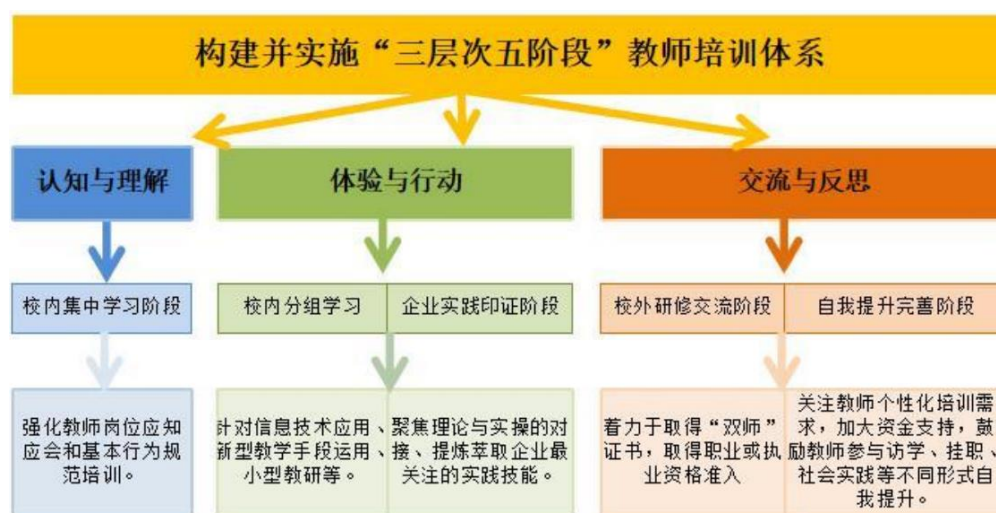 构建并实施“三层次五阶段”教师培训体系
认知与理解
体验与行动
交流与反思
校内集中学习阶段
校内分组学习
企业实践印证阶段
校外研修交流阶段
自我提升完善阶段
强化教师岗位应知
应会和基本行为规
范培训。
针对信息技术应用、
新型教学手段运用、
小型教研等。
聚焦理论与实操的对
接、提炼萃取企业最
关注的实践技能。
着力于取得“双师”
证书，取得职业或执
业资格准入
关注教师个性化培训需
求，加大资金支持，鼓
励教师参与访学、挂职、
社会实践等不同形式自
我提升。